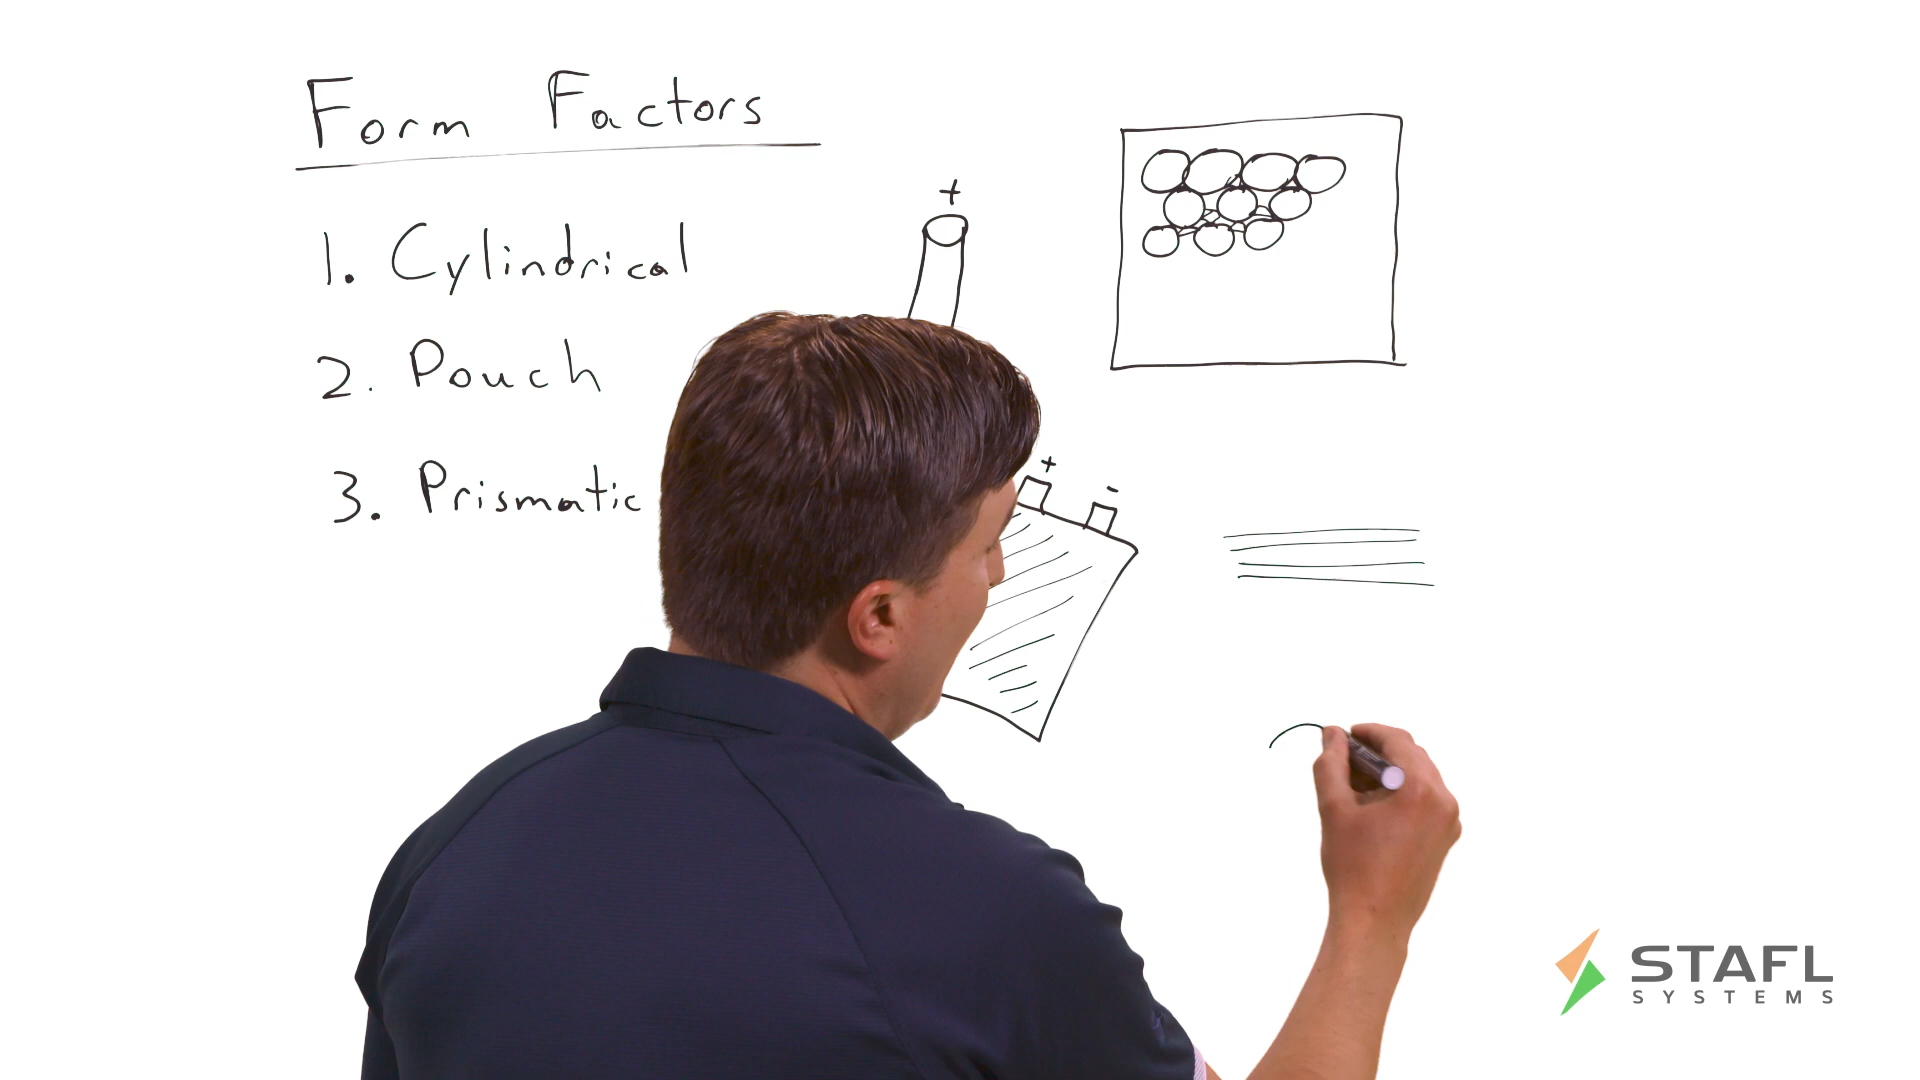 Form Factors
1. Cylindrical
2. Pouch
3. Prismatic
+
+
-
STAFL
SYSTEMS